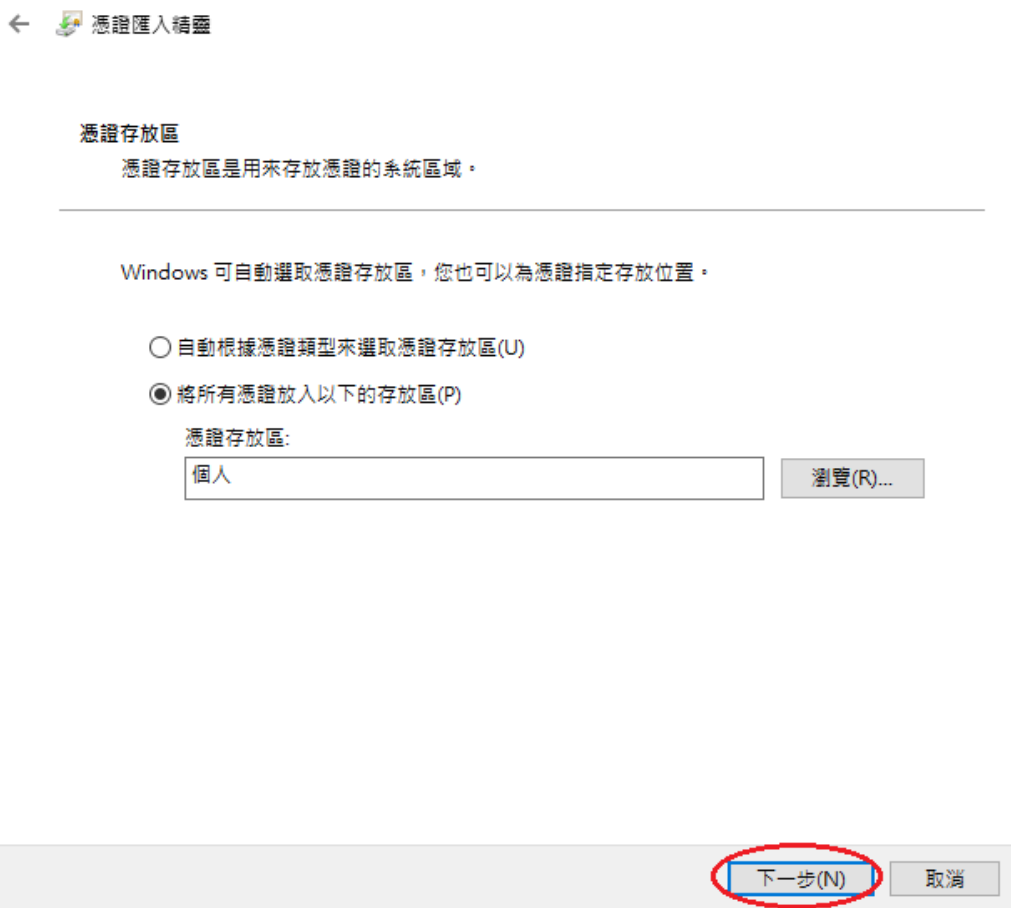 憑證匯入精靈
憑證存放區
憑證存放區是用來存放憑證的系統區域。
Windows 可自動選取憑證存放區，您也可以為憑證指定存放位置。
自動根據憑證類型來選取憑證存放區(U)
將所有憑證放入以下的存放區(P)
憑證存放區:
個人
瀏覽(R)...
下一步(N)
取消